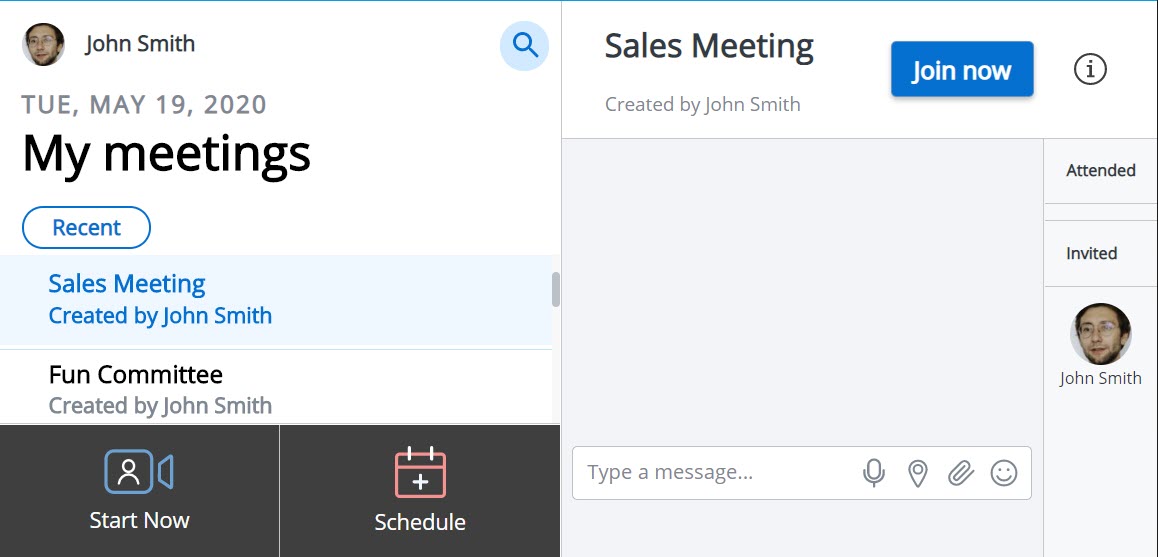 John Smith
TUE, MAY 19, 2020
My meetings
Recent
Sales Meeting
Created by John Smith
Fun Committee
Created by John Smith
Start Now
Schedule
Sales Meeting
Created by John Smith
Join now
Attended
Invited
John Smith
Type a message...